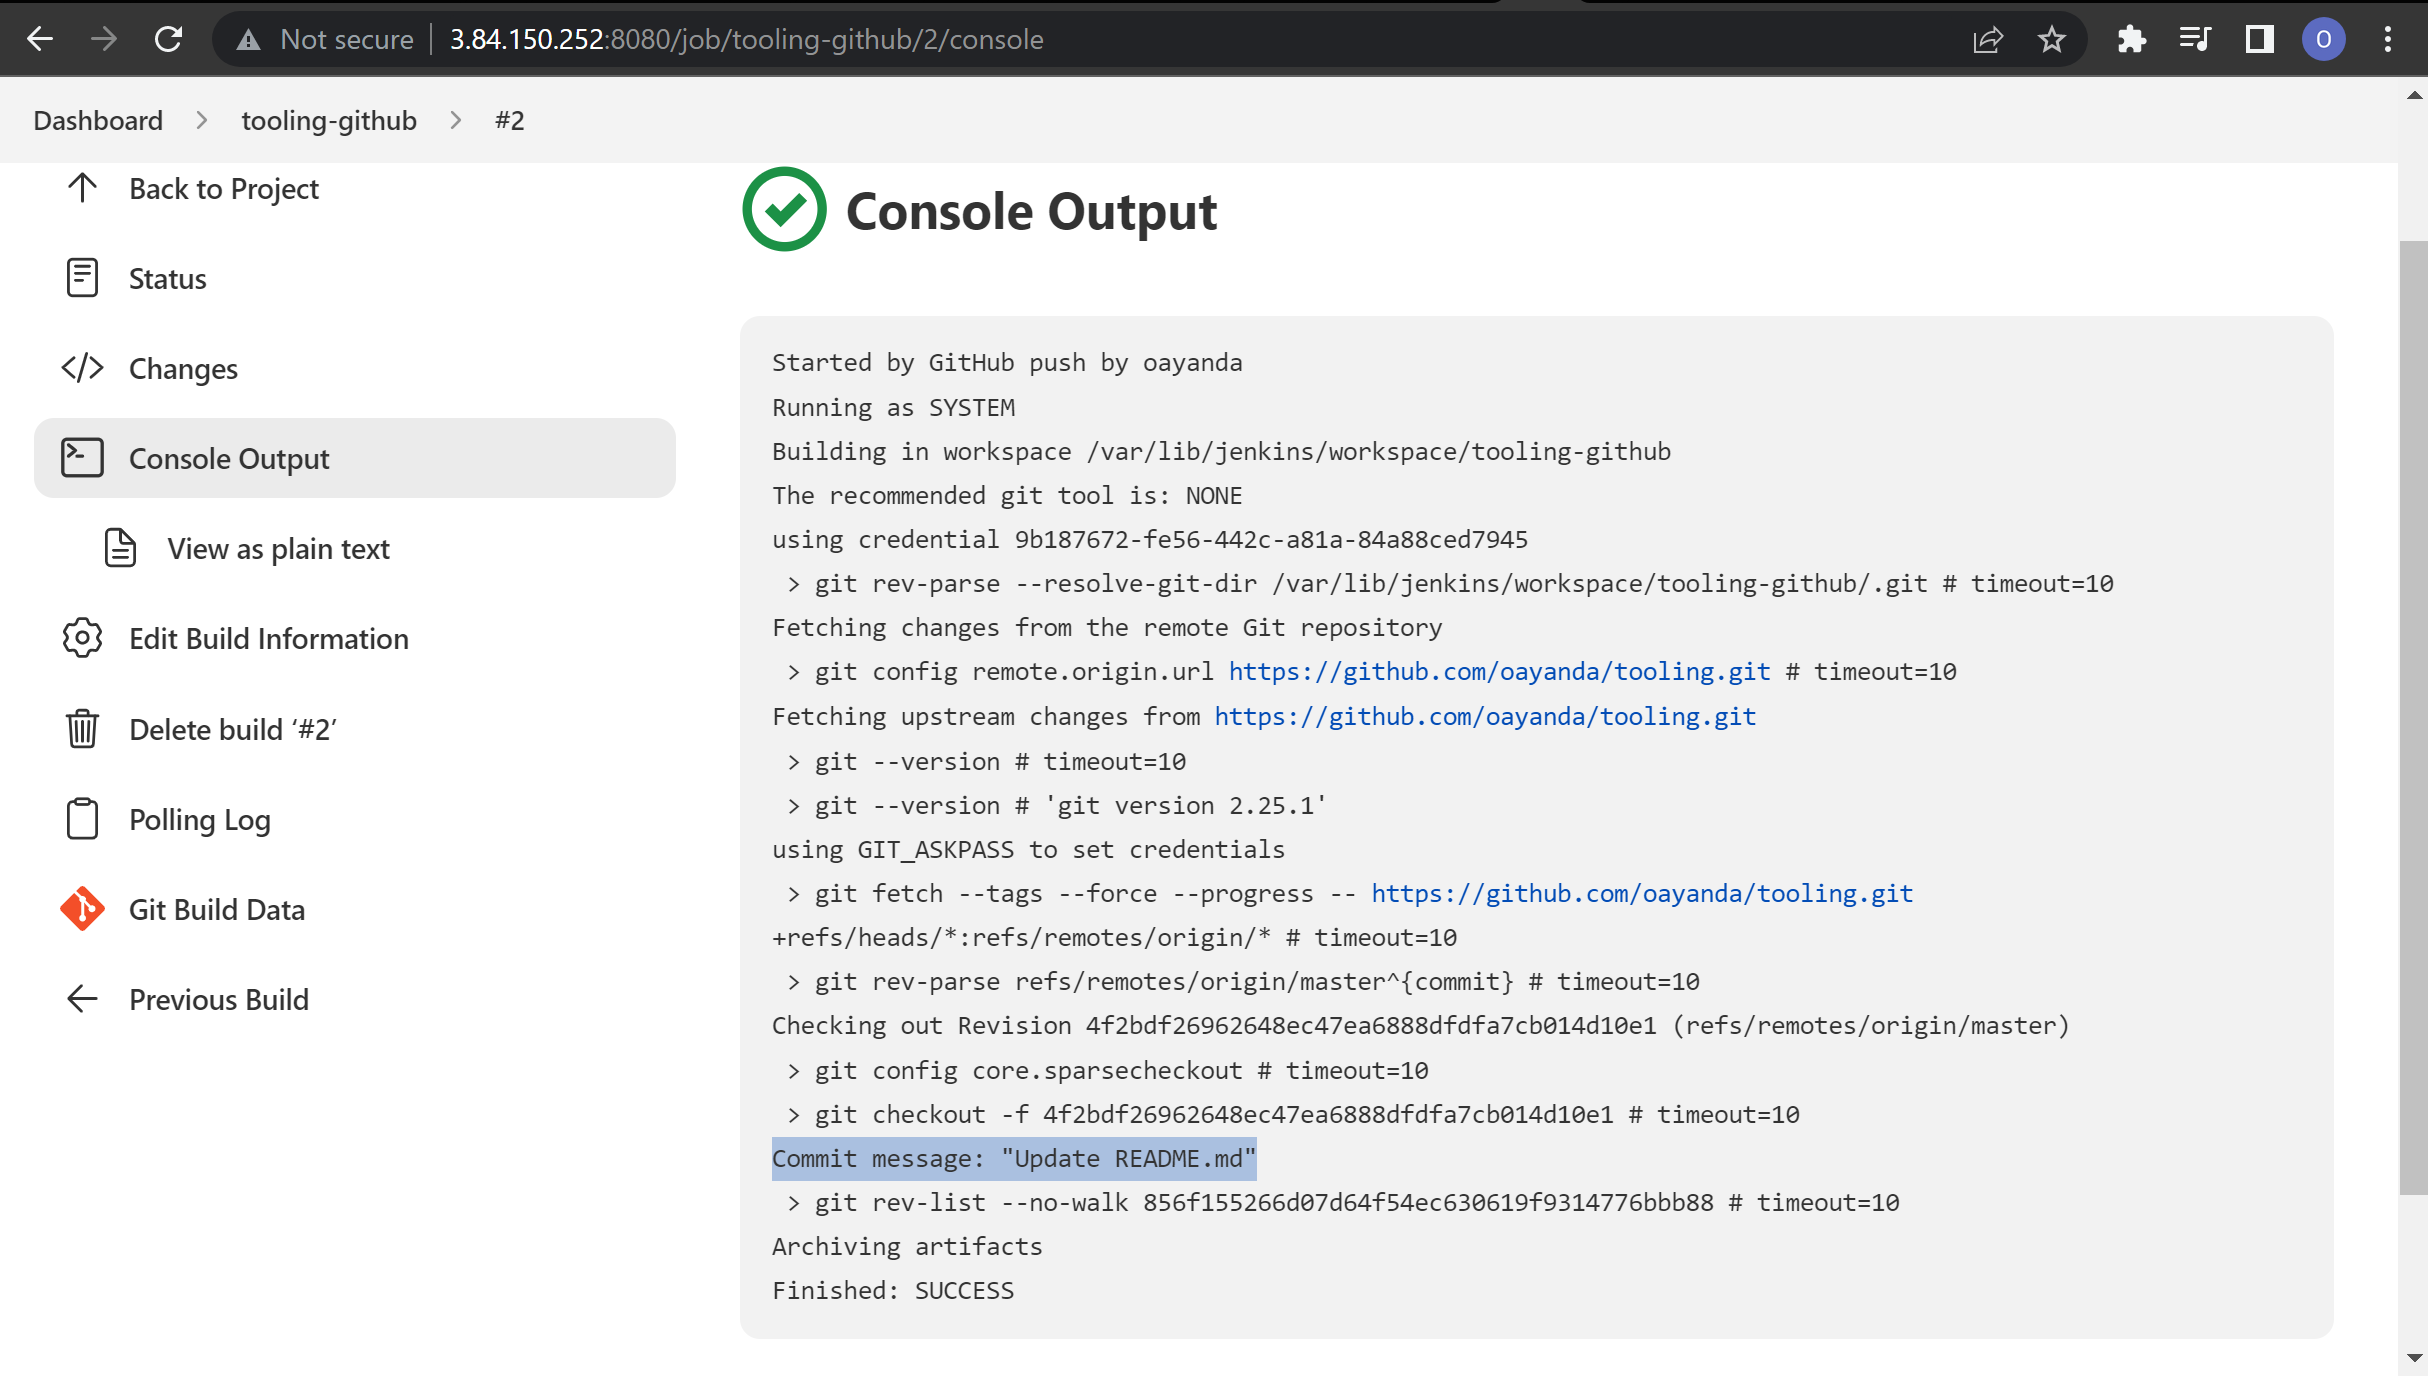 Not secure
3.84.150.252:8080/job/tooling-github/2/console
O
Dashboard
tooling-github
#2
Back to Project
Status
Changes
Console Output
View as plain text
Edit Build Information
Delete build ‘#2’
Polling Log
Git Build Data
Previous Build
Console Output
Started by GitHub push by oayanda
Running as SYSTEM
Building in workspace /var/lib/jenkins/workspace/tooling-github
The recommended git tool is: NONE
using credential 9b187672-fe56-442c-a81a-84a88ced7945
> git rev-parse --resolve-git-dir /var/lib/jenkins/workspace/tooling-github/.git # timeout=10
Fetching changes from the remote Git repository
> git config remote.origin.url https://github.com/oayanda/tooling.git # timeout=10
Fetching upstream changes from https://github.com/oayanda/tooling.git
> git --version # timeout=10
> git --version # 'git version 2.25.1'
using GIT_ASKPASS to set credentials
> git fetch --tags --force --progress -- https://github.com/oayanda/tooling.git
+refs/heads/*:refs/remotes/origin/* # timeout=10
> git rev-parse refs/remotes/origin/master^{commit} # timeout=10
Checking out Revision 4f2bdf26962648ec47ea6888dfdfa7cb014d10e1 (refs/remotes/origin/master)
> git config core.sparsecheckout # timeout=10
> git checkout -f 4f2bdf26962648ec47ea6888dfdfa7cb014d10e1 # timeout=10
Commit message: "Update README.md"
> git rev-list --no-walk 856f155266d07d64f54ec630619f9314776bbb88 # timeout=10
Archiving artifacts
Finished: SUCCESS